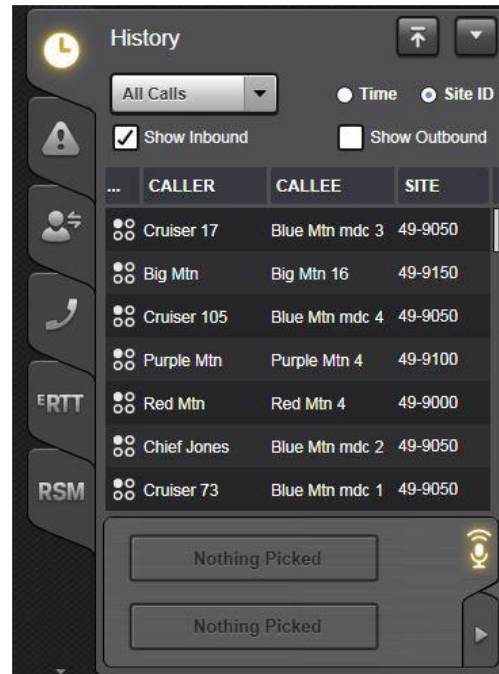 History
All Calls
Time Site ID
Show Inbound Show Outbound
... CALLER CALLEE SITE
Cruiser 17 Blue Mtn mdc 3 49-9050
Big Mtn Big Mtn 16 49-9150
Cruiser 105 Blue Mtn mdc 4 49-9050
Purple Mtn Purple Mtn 4 49-9100
ERTT Red Mtn Red Mtn 4 49-9000
Chief Jones Blue Mtn mdc 2 49-9050
RSM Cruiser 73 Blue Mtn mdc 1 49-9050
Nothing Picked
Nothing Picked